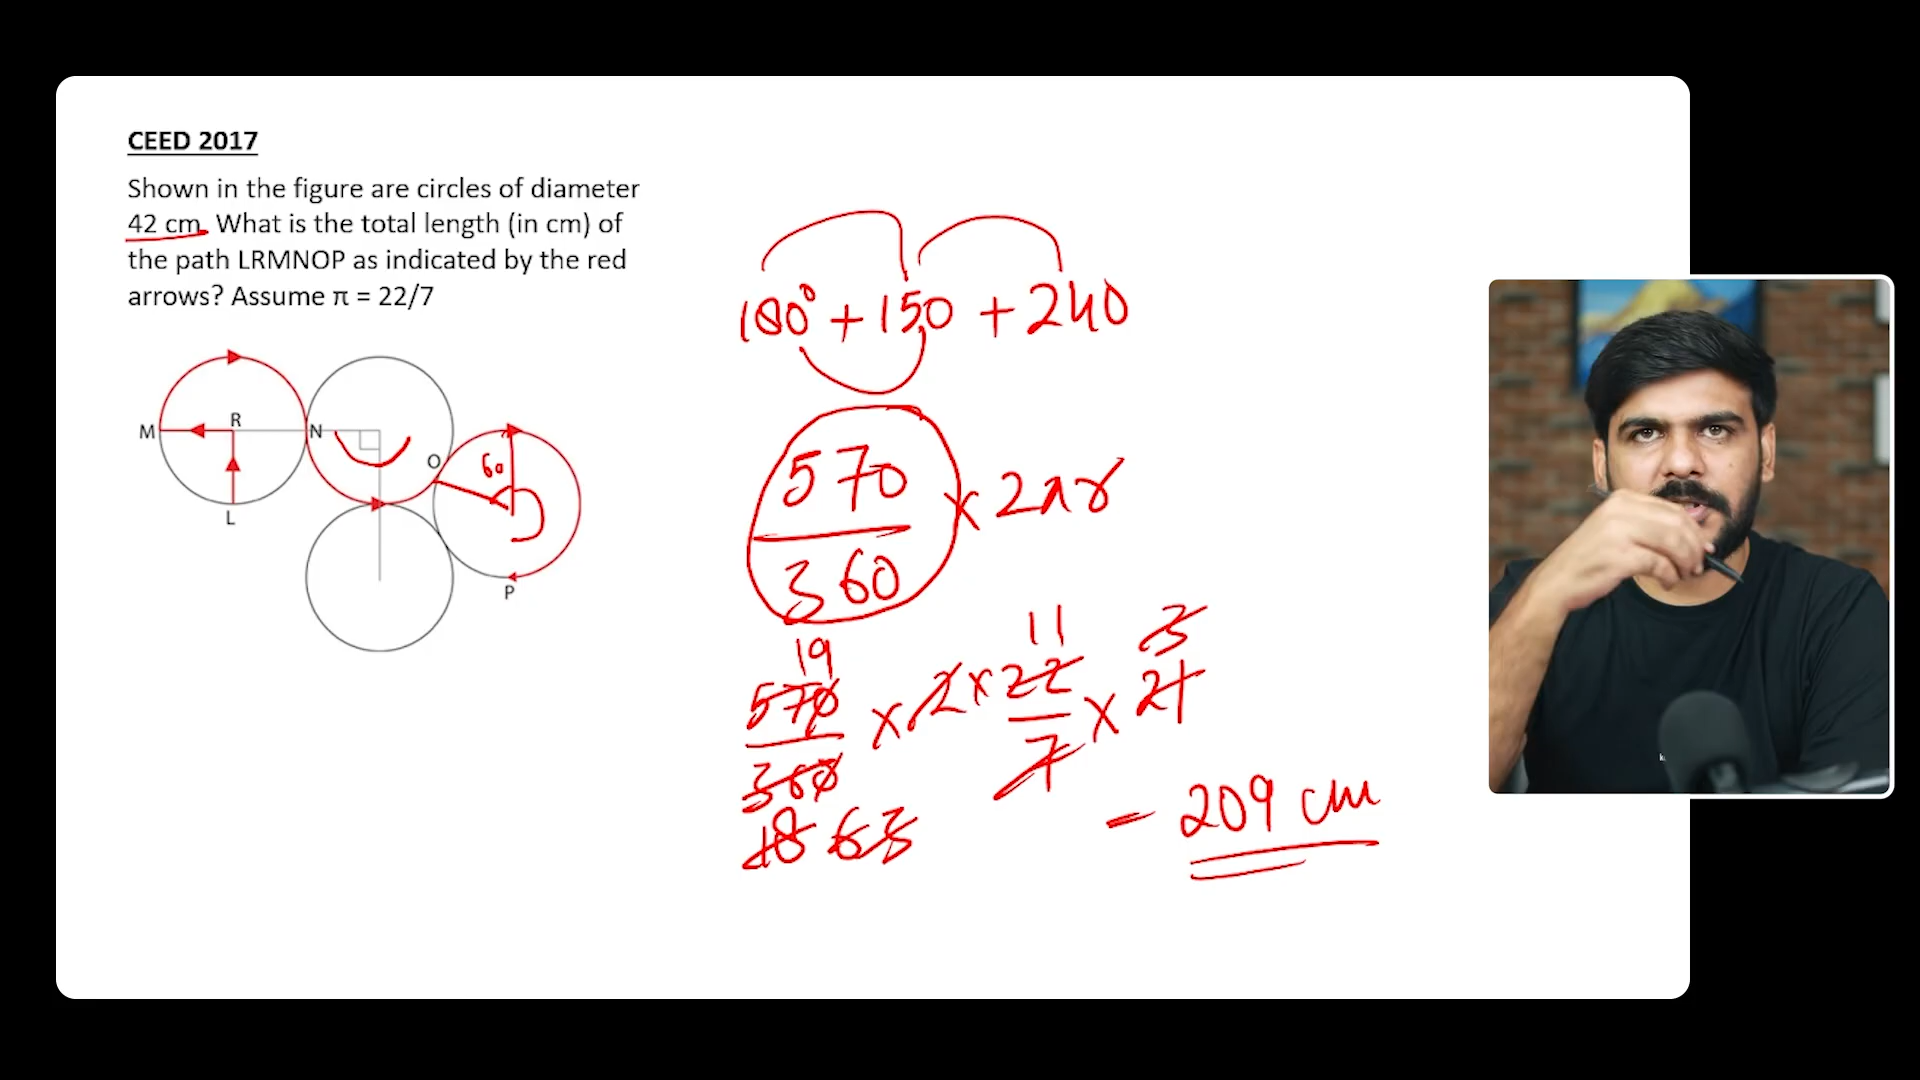 CEED 2017
Shown in the figure are circles of diameter
42 cm. What is the total length (in cm) of
the path LRMNOP as indicated by the red
arrows? Assume π = 22/7
M
R
N
O
L
P
60
180° + 150 + 240
570
360
× 2πr
19
11
3
570
360
× 2 × 22
7
× 21
18 6 3
= 209 cm